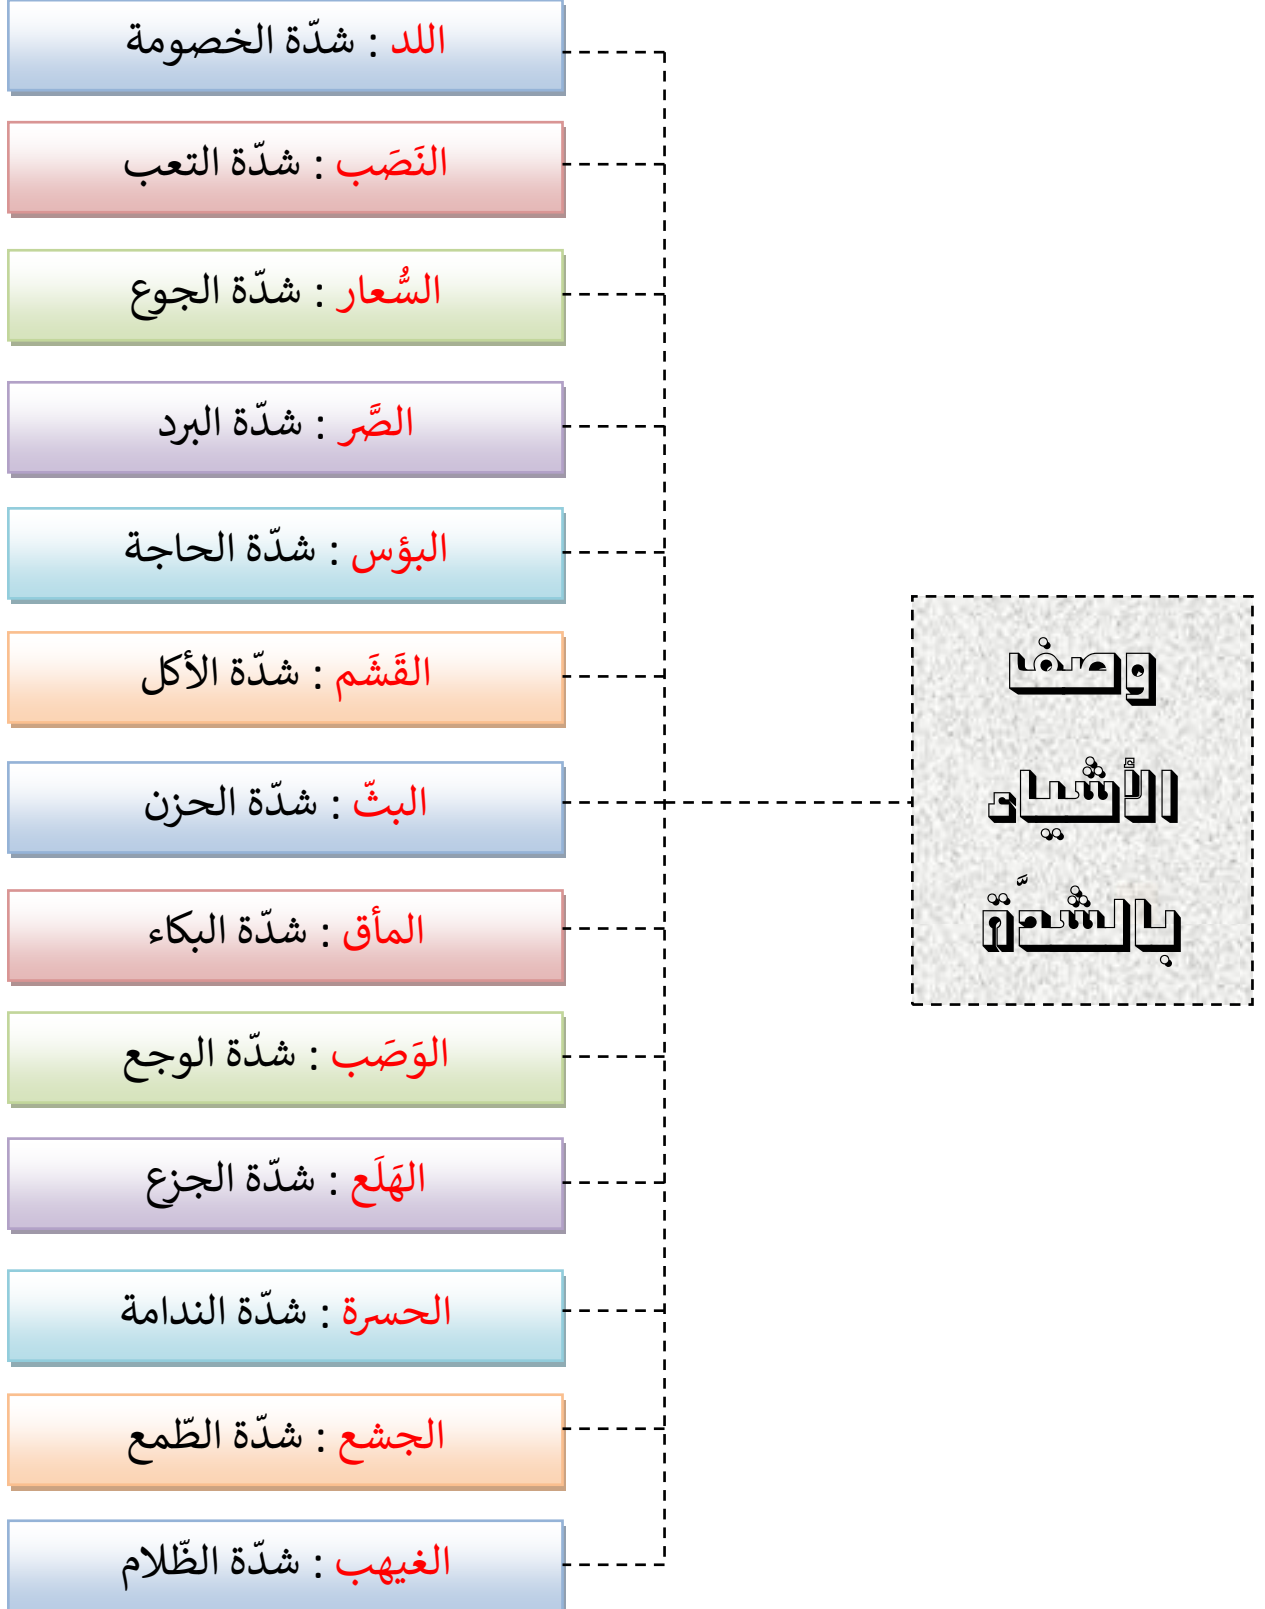 وصف
الأشياء
بالشدَّة
اللد : شدّة الخصومة
النَصَب : شدّة التعب
السُّعار : شدّة الجوع
الصَّر : شدّة البرد
البؤس : شدّة الحاجة
القَشَم : شدّة الأكل
البثّ : شدّة الحزن
المأق : شدّة البكاء
الوَصَب : شدّة الوجع
الهَلَع : شدّة الجزع
الحسرة : شدّة الندامة
الجشع : شدّة الطّمع
الغيهب : شدّة الظّلام